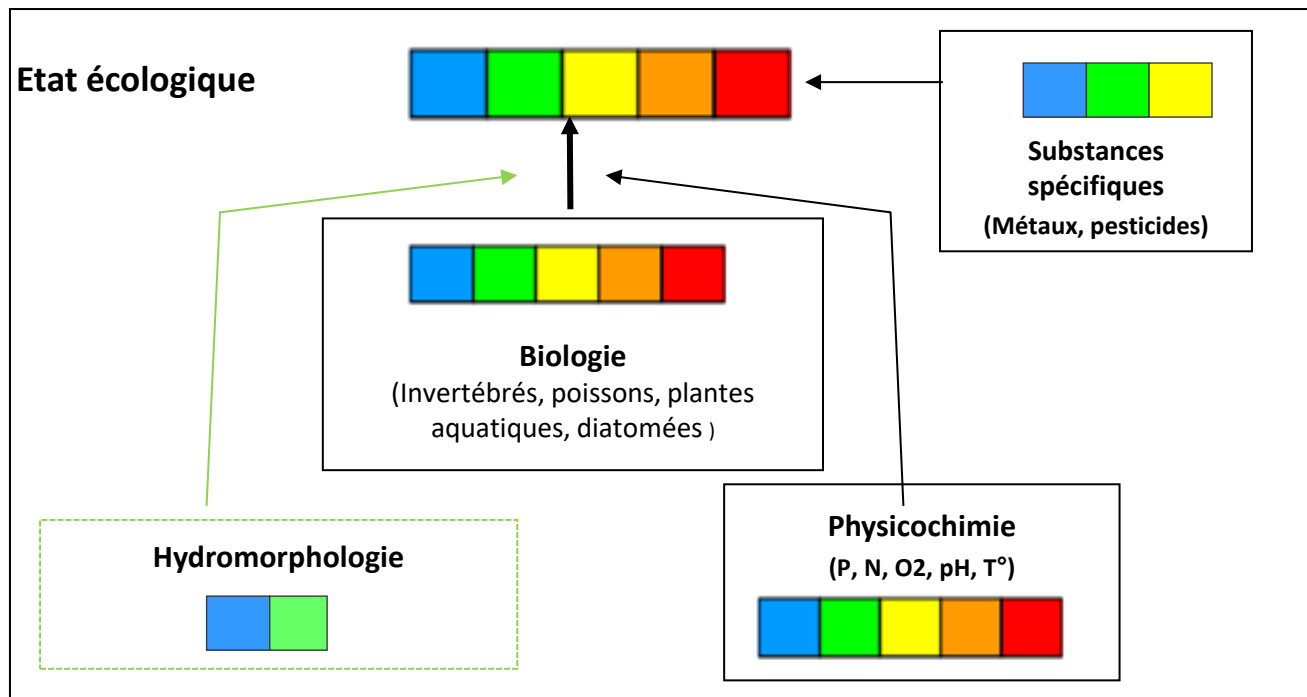 Etat écologique
Substances
spécifiques
(Métaux, pesticides)
Biologie
(Invertébrés, poissons, plantes
aquatiques, diatomées )
Hydromorphologie
Physicochimie
(P, N, O2, pH, T°)